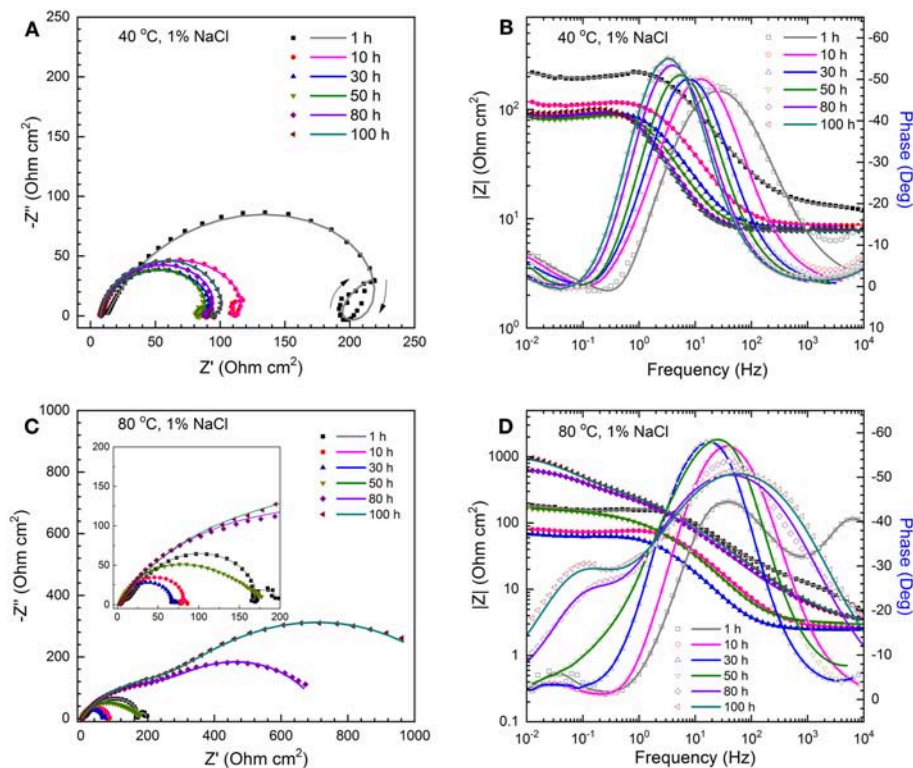 A
40 °C, 1% NaCl
1 h
10 h
30 h
50 h
80 h
100 h
250
200
150
100
50
0
0 50 100 150 200 250
-Z'' (Ohm cm²)
Z' (Ohm cm²)
B
40 °C, 1% NaCl
1 h
10 h
30 h
50 h
80 h
100 h
10²
10¹
10⁰
10⁻² 10⁻¹ 10⁰ 10¹ 10² 10³ 10⁴
|Z| (Ohm cm²)
Frequency (Hz)
-60
-50
-40
-30
-20
-10
0
10
Phase (Deg)
C
80 °C, 1% NaCl
1 h
10 h
30 h
50 h
80 h
100 h
1000
800
600
400
200
0
0 200 400 600 800 1000
200
150
100
50
0
0 50 100 150 200
-Z'' (Ohm cm²)
Z' (Ohm cm²)
D
80 °C, 1% NaCl
1000
100
10
1
0.1
10⁻² 10⁻¹ 10⁰ 10¹ 10² 10³ 10⁴
|Z| (Ohm cm²)
Frequency (Hz)
1 h
10 h
30 h
50 h
80 h
100 h
-60
-50
-40
-30
-20
-10
0
Phase (Deg)